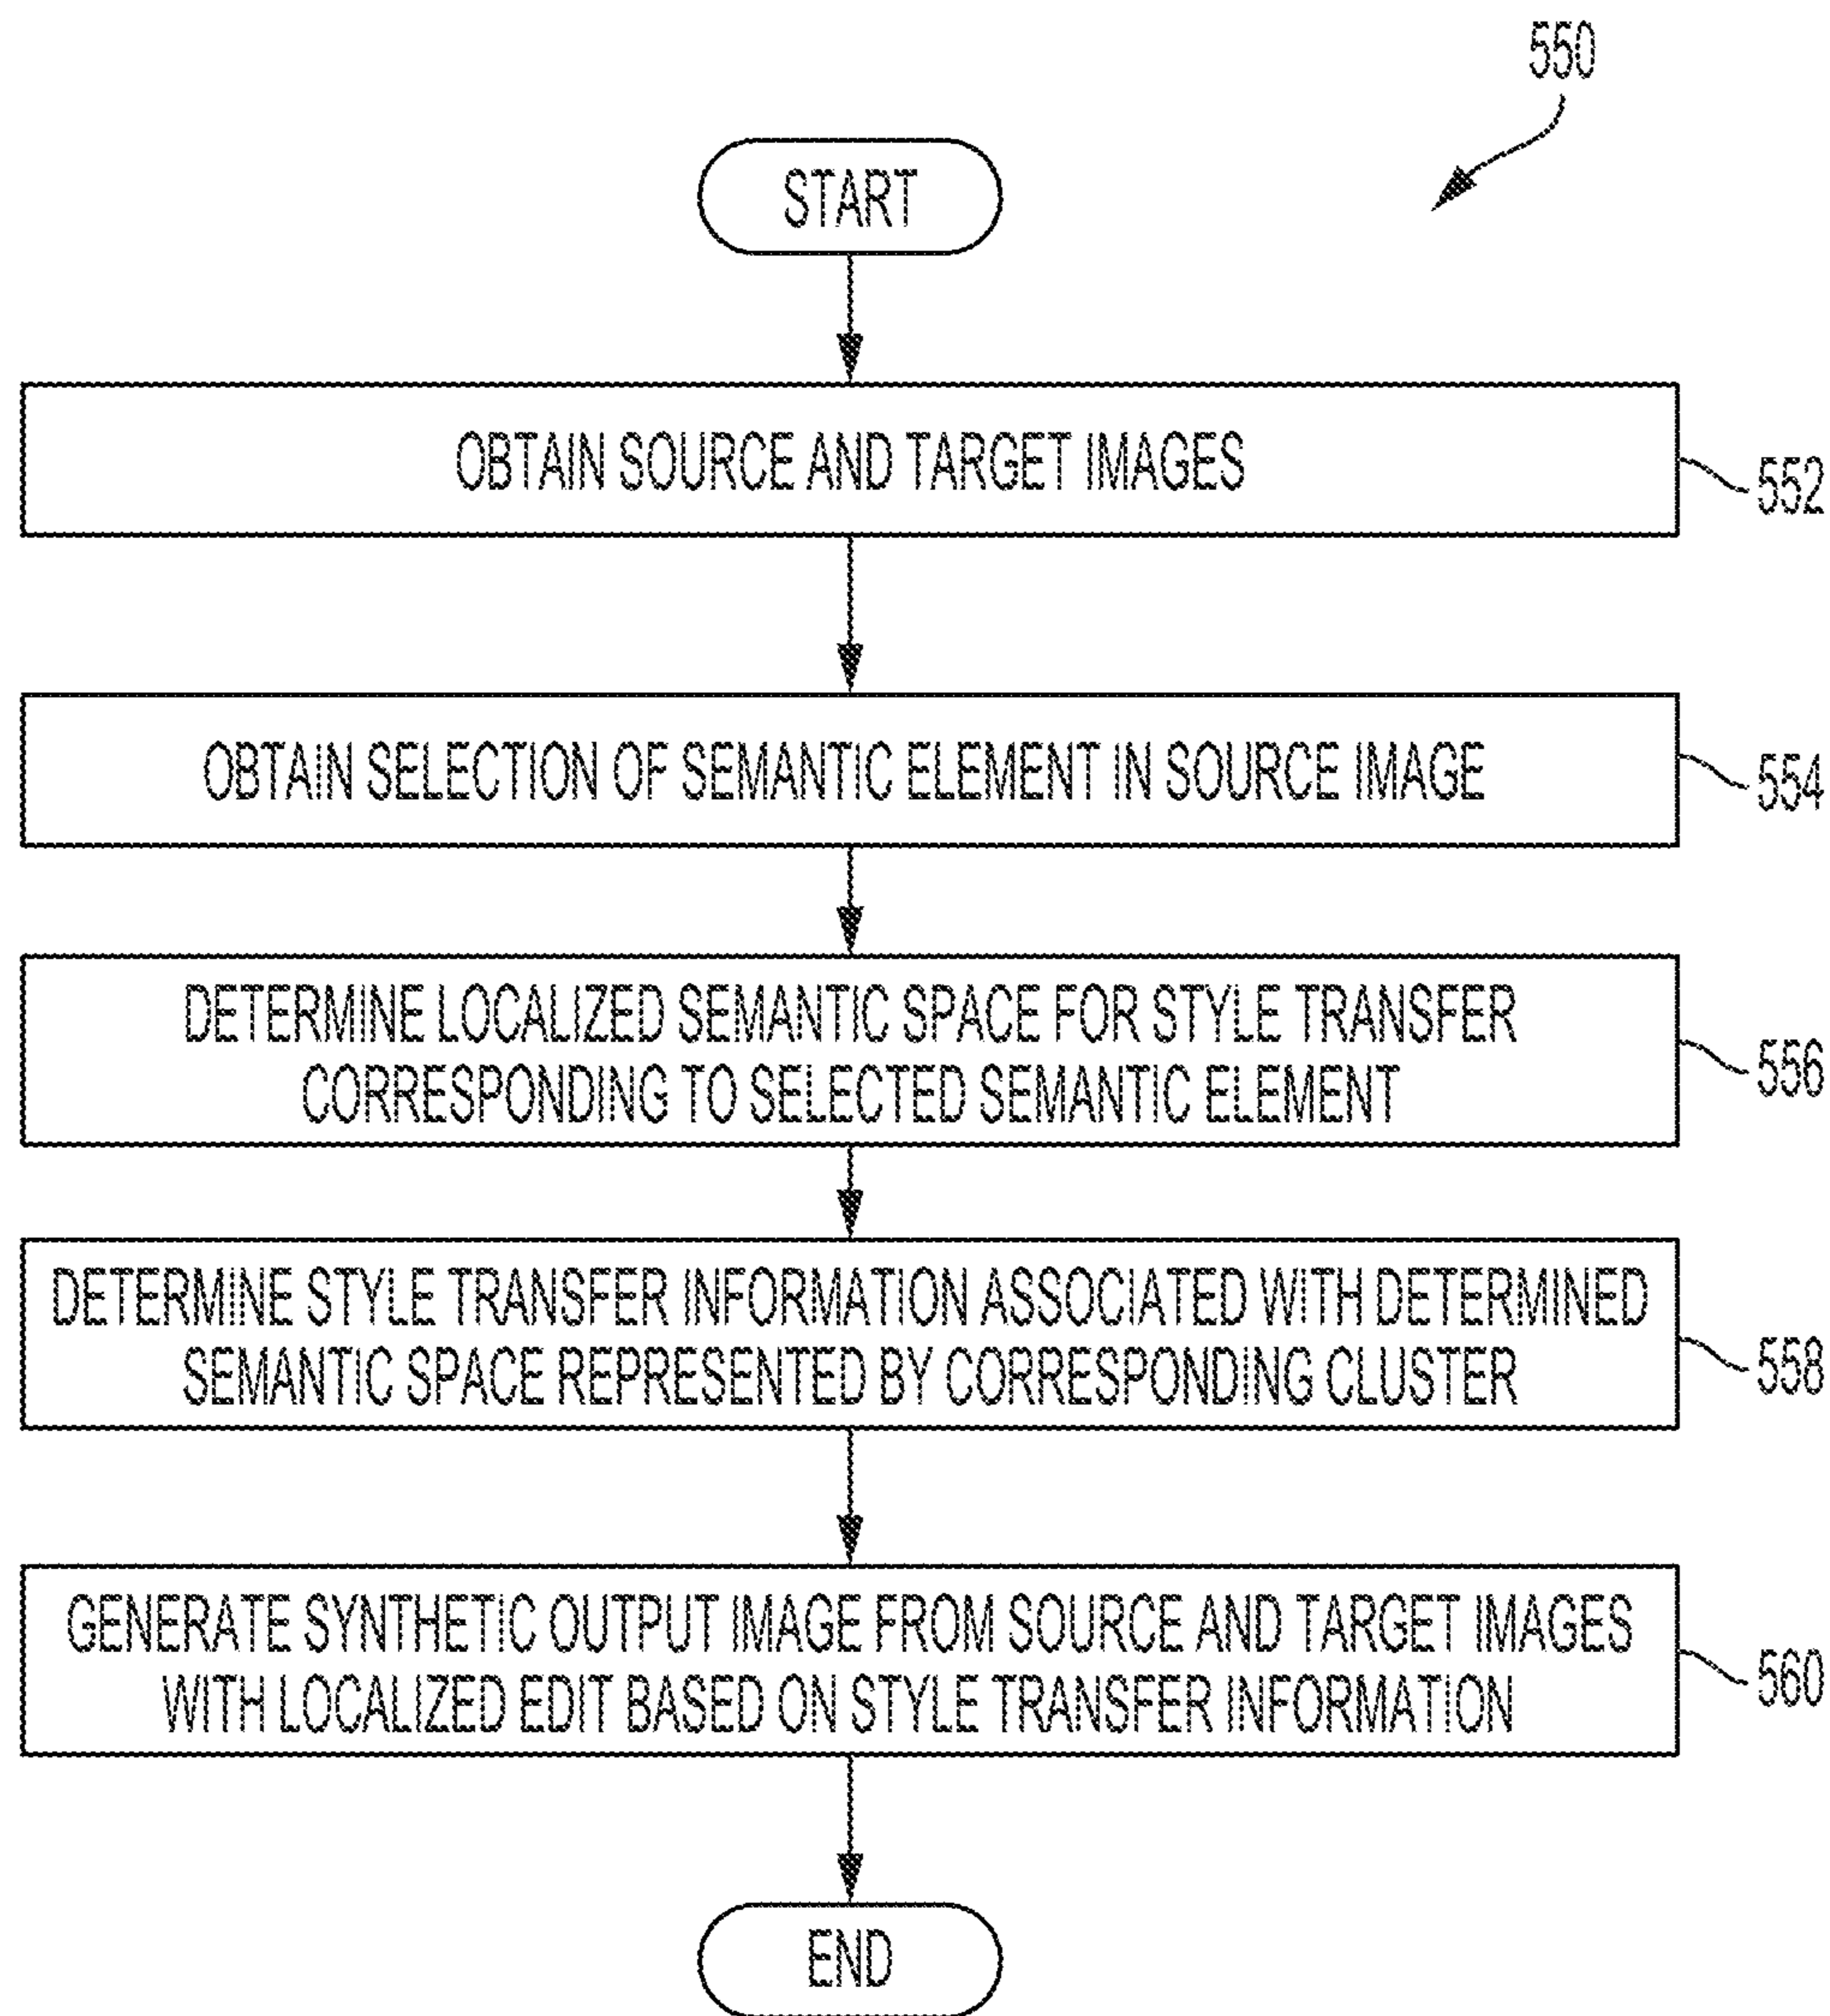 550
START
OBTAIN SOURCE AND TARGET IMAGES
552
OBTAIN SELECTION OF SEMANTIC ELEMENT IN SOURCE IMAGE
554
DETERMINE LOCALIZED SEMANTIC SPACE FOR STYLE TRANSFER
CORRESPONDING TO SELECTED SEMANTIC ELEMENT
556
DETERMINE STYLE TRANSFER INFORMATION ASSOCIATED WITH DETERMINED
SEMANTIC SPACE REPRESENTED BY CORRESPONDING CLUSTER
558
GENERATE SYNTHETIC OUTPUT IMAGE FROM SOURCE AND TARGET IMAGES
WITH LOCALIZED EDIT BASED ON STYLE TRANSFER INFORMATION
560
END